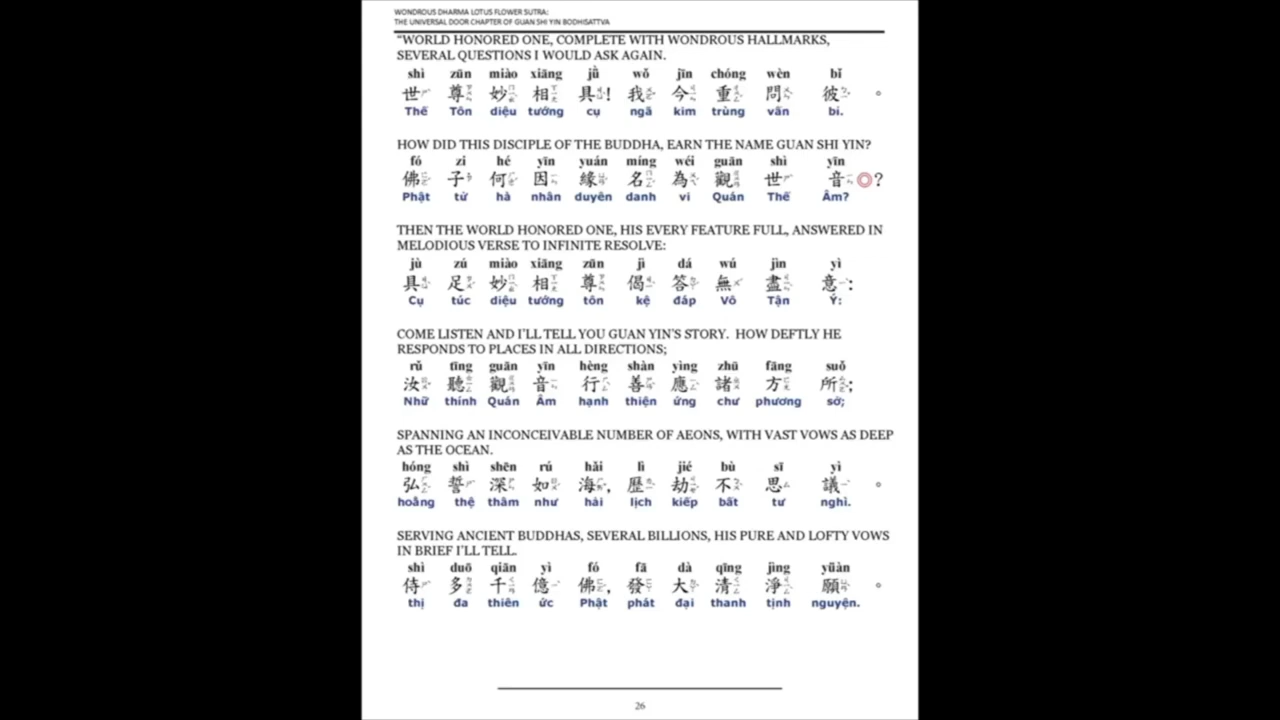 WONDROUS DHARMA LOTUS FLOWER SUTRA:
THE UNIVERSAL DOOR CHAPTER OF GUAN SHI YIN BODHISATTVA
"WORLD HONORED ONE, COMPLETE WITH WONDROUS HALLMARKS,
SEVERAL QUESTIONS I WOULD ASK AGAIN.
shì zūn miào xiāng jǜ wǒ jīn chóng wèn bǐ
世 尊 妙 相 具! 我 今 重 問 彼 。
Thế Tôn diệu tướng cụ ngã kim trùng vấn bỉ.
HOW DID THIS DISCIPLE OF THE BUDDHA, EARN THE NAME GUAN SHI YIN?
fó zi hé yīn yuán míng wéi guān shì yīn
佛 子 何 因 緣 名 為 觀 世 音 ◎?
Phật tử hà nhân duyên danh vi Quán Thế Âm?
THEN THE WORLD HONORED ONE, HIS EVERY FEATURE FULL, ANSWERED IN
MELODIOUS VERSE TO INFINITE RESOLVE:
jù zú miào xiāng zūn jì dá wú jìn yì
具 足 妙 相 尊 偈 答 無 盡 意:
Cụ túc diệu tướng tôn kệ đáp Vô Tận Ý:
COME LISTEN AND I'LL TELL YOU GUAN YIN'S STORY. HOW DEFTLY HE
RESPONDS TO PLACES IN ALL DIRECTIONS;
rǔ tīng guān yīn hèng shàn yìng zhū fāng suǒ
汝 聽 觀 音 行 善 應 諸 方 所;
Nhữ thính Quán Âm hạnh thiện ứng chư phương sở;
SPANNING AN INCONCEIVABLE NUMBER OF AEONS, WITH VAST VOWS AS DEEP
AS THE OCEAN.
hóng shì shēn rú hǎi lì jié bù sī yì
弘 誓 深 如 海, 歷 劫 不 思 議 。
hoằng thệ thâm như hải lịch kiếp bất tư nghì.
SERVING ANCIENT BUDDHAS, SEVERAL BILLIONS, HIS PURE AND LOFTY VOWS
IN BRIEF I'LL TELL.
shì duō qiān yì fó fā dà qīng jìng yüàn
侍 多 千 億 佛, 發 大 清 淨 願 。
thị đa thiên ức Phật phát đại thanh tịnh nguyện.
26